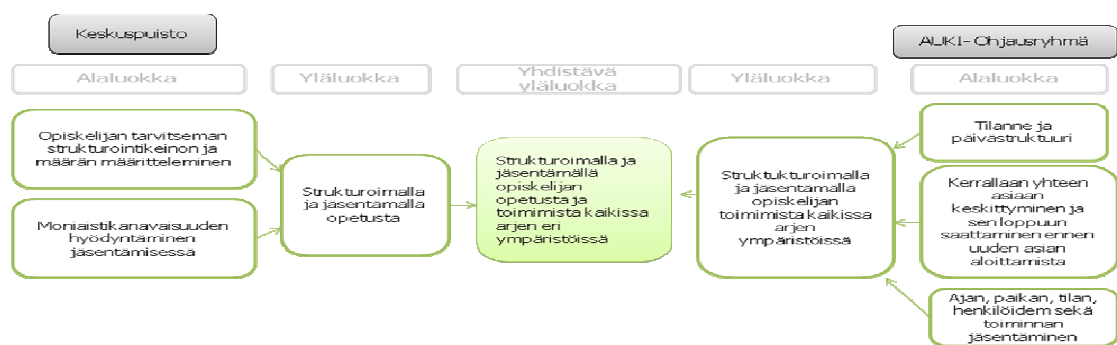 Keskuspuisto
AUKI- Ohjausryhmä
Alaluokka
Yläluokka
Yhdistävä
yläluokka
Yläluokka
Alaluokka
Opiskelijan tarvitseman
strukturointikeinon ja
määrän määritteleminen
Moniaistikanavaisuuden
hyödyntäminen
jäsentämisessä
Strukturoimalla
ja jäsentämällä
opetusta
Strukturoimalla ja
jäsentämällä
opiskelijan
opetusta ja
toimimista kaikissa
arjen eri
ympäristöissä
Struktukturoimalla
ja jäsentämällä
opiskelijan
toimimista kaikissa
arjen
ympäristöissä
Tilanne ja
päivästruktuuri
Kerrallaan yhteen
asiaan
keskittyminen ja
sen loppuun
saattaminen ennen
uuden asian
aloittamista
Ajan, paikan, tilan,
henkilöidem sekä
toiminnan
jäsentäminen